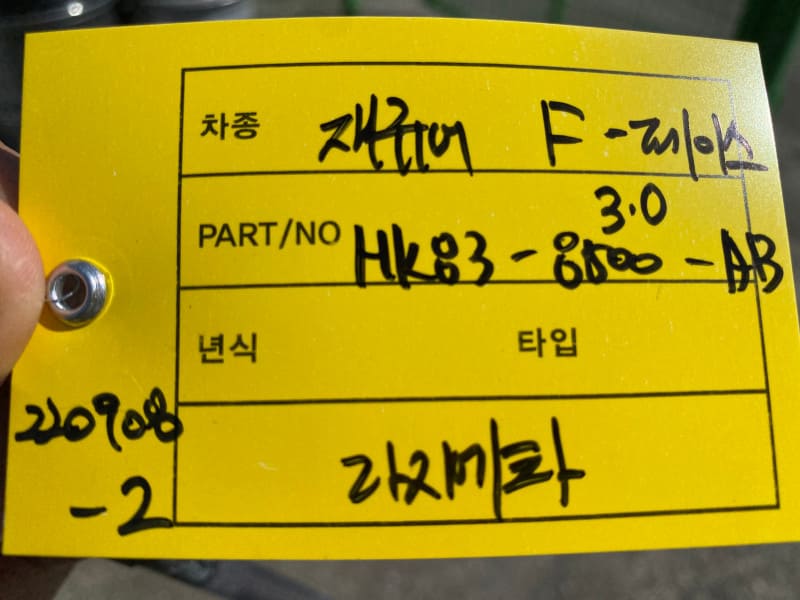 차종 재규어 F-페이스
3.0
PART/NO HK83-8500-AB
년식 타입
220908
-2
라지에타